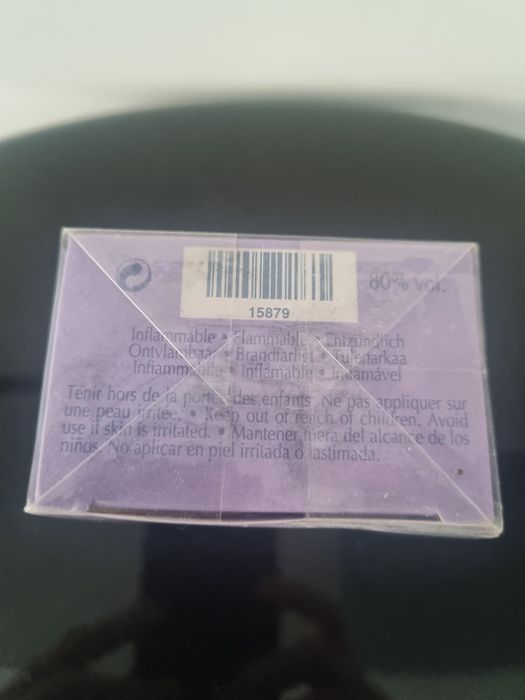 15879
80% vol.
Inflammable • Flammable • Entzündlich
Ontvlambaar • Brandfarligt • Tulenarkaa
Infiammabile • Inflamable • Inflamável
Tenir hors de la portée des enfants. Ne pas appliquer sur
une peau irritée. • Keep out of reach of children. Avoid
use if skin is irritated. • Mantener fuera del alcance de los
niños. No aplicar en piel irritada o lastimada.